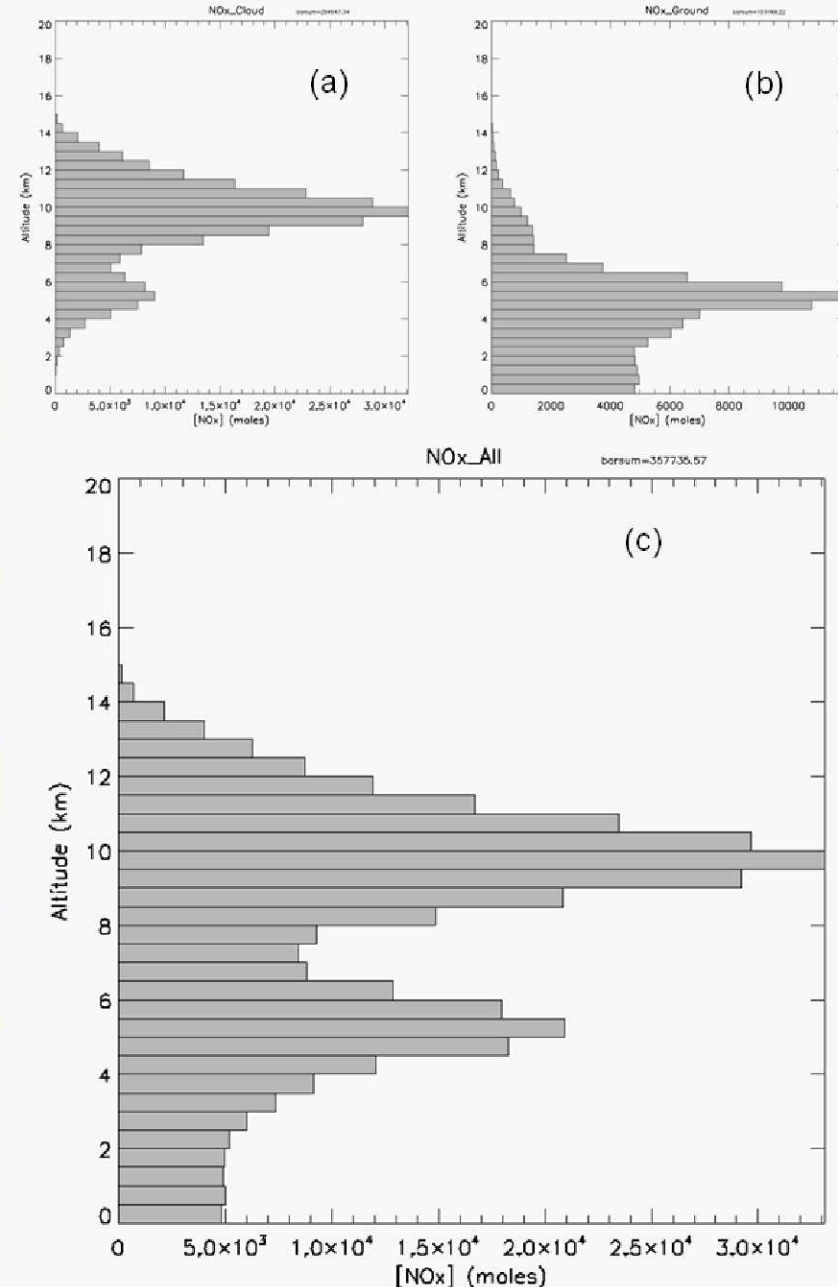 NOx_Cloud
(a)
20
18
16
14
12
10
8
6
4
2
0
Altitude (km)
0 5.0×10³ 1.0×10⁴ 1.5×10⁴ 2.0×10⁴ 2.5×10⁴ 3.0×10⁴
[NOx] (moles)
NOx_Ground
(b)
20
18
16
14
12
10
8
6
4
2
0
Altitude (km)
0 2000 4000 6000 8000 10000
[NOx] (moles)
NOx_All barsum=357735.57
(c)
20
18
16
14
12
10
8
6
4
2
0
Altitude (km)
0 5.0×10³ 1.0×10⁴ 1.5×10⁴ 2.0×10⁴ 2.5×10⁴ 3.0×10⁴
[NOx] (moles)